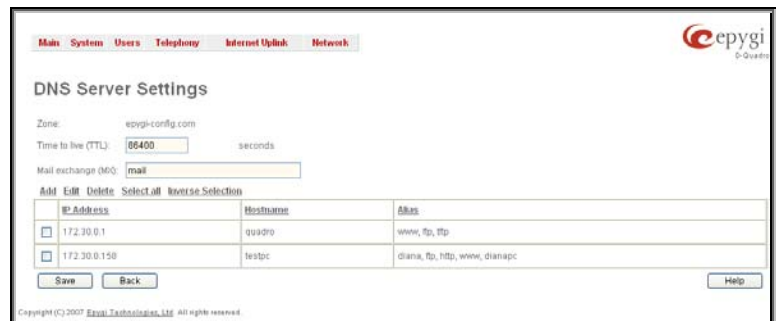 Main System Users Telephony Internet Uplink Network
epygi
DNS Server Settings
Zone: epygi-config.com
Time to live (TTL): 86400 seconds
Mail exchange (MX): mail
Add Edit Delete Select all Inverse Selection
IP Address Hostname Alias
172.30.0.1 quadro www, ftp, tftp
172.30.0.150 testpc diana, ftp, http, www, dianapc
Save Back Help
Copyright (C) 2007 Epygi Technologies, Ltd. All rights reserved.